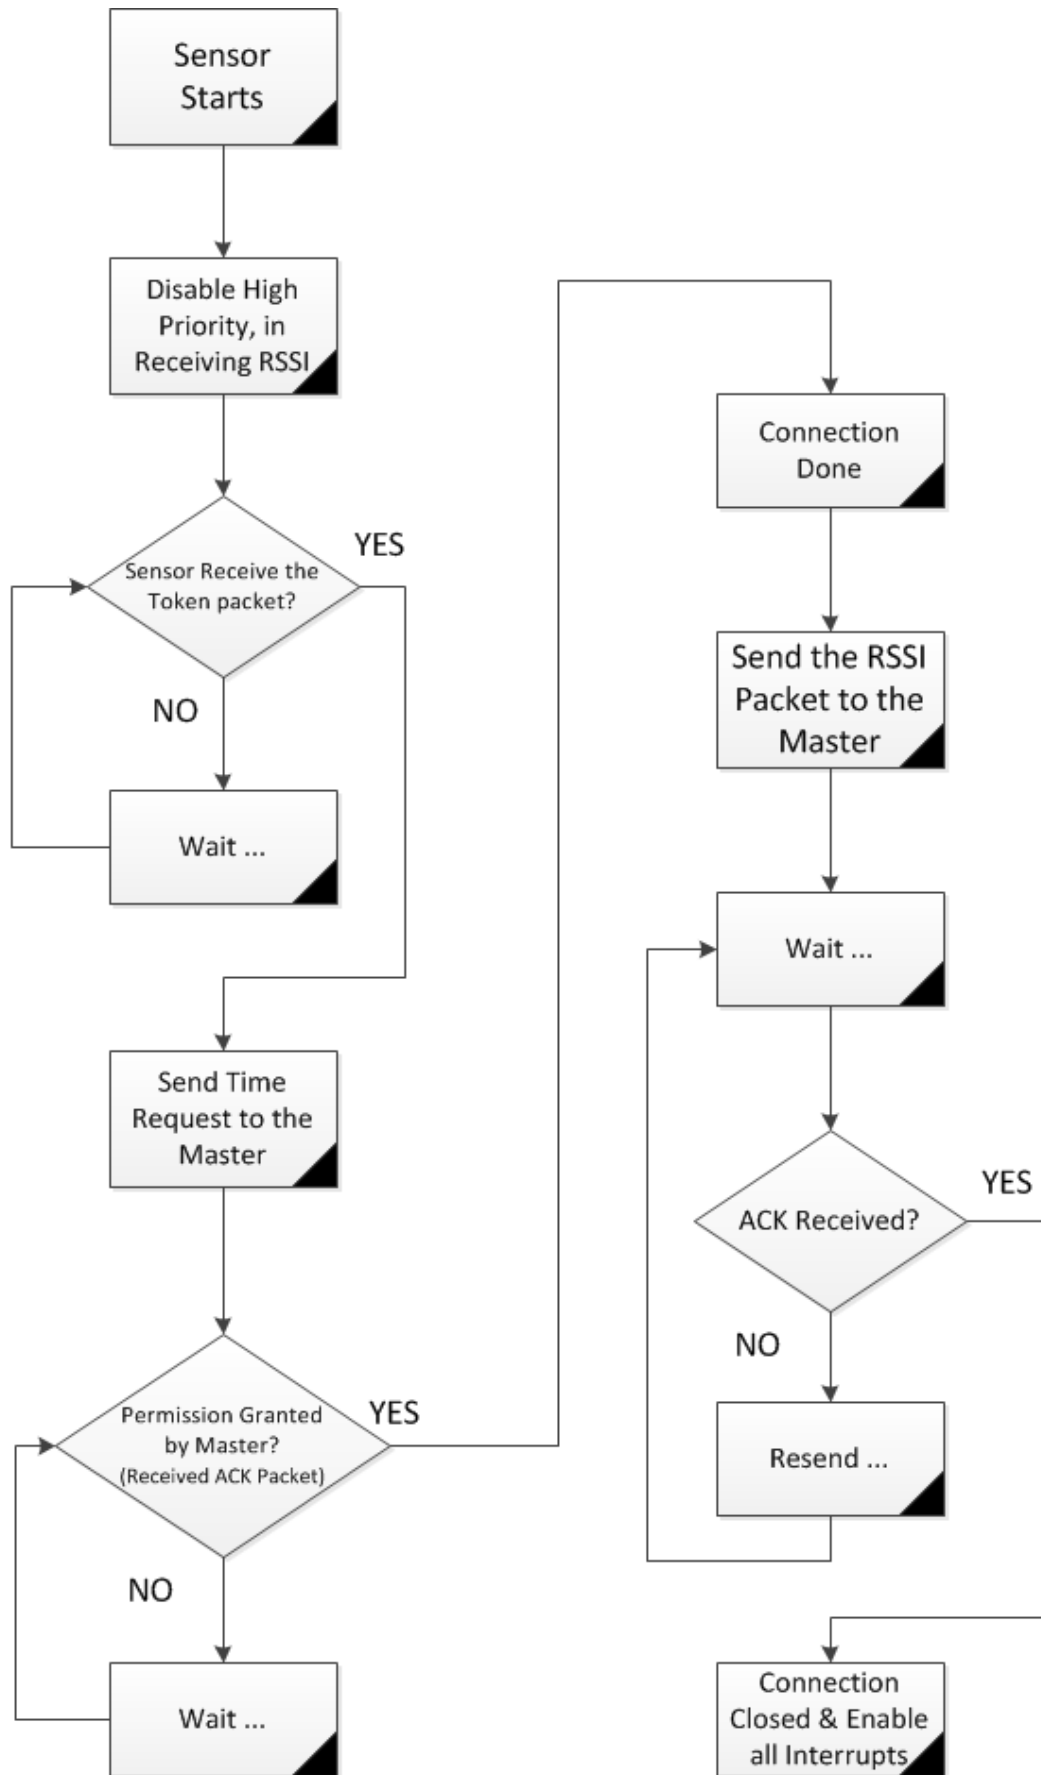 Sensor
Starts
Disable High
Priority, in
Receiving RSSI
Sensor Receive the
Token packet?
YES
NO
Wait ...
Send Time
Request to the
Master
Permission Granted
by Master?
(Received ACK Packet)
YES
NO
Wait ...
Connection
Done
Send the RSSI
Packet to the
Master
Wait ...
ACK Received?
YES
NO
Resend ...
Connection
Closed & Enable
all Interrupts